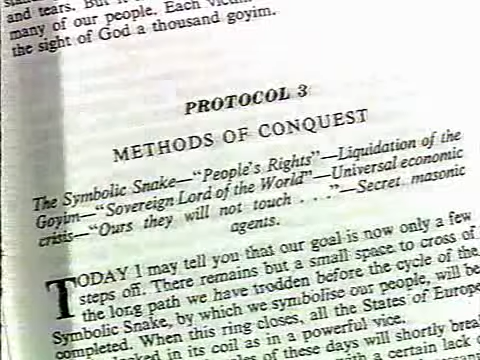 and tears. But it
many of our people. Each
the sight of God a thousand goyim.
PROTOCOL 3
METHODS OF CONQUEST
The Symbolic Snake—"People's Rights"—Liquidation of the
Goyim—"Sovereign Lord of the World"—Universal economic
crisis—"Ours they will not touch . . ."—Secret masonic
agents.
TODAY I may tell you that our goal is now only a few
steps off. There remains but a small space to cross of
the long path we have trodden before the cycle of the
Symbolic Snake, by which we symbolise our people, will be
completed. When this ring closes, all the States of Europe
in its coil as in a powerful vice.
of these days will shortly break
with a certain lack of